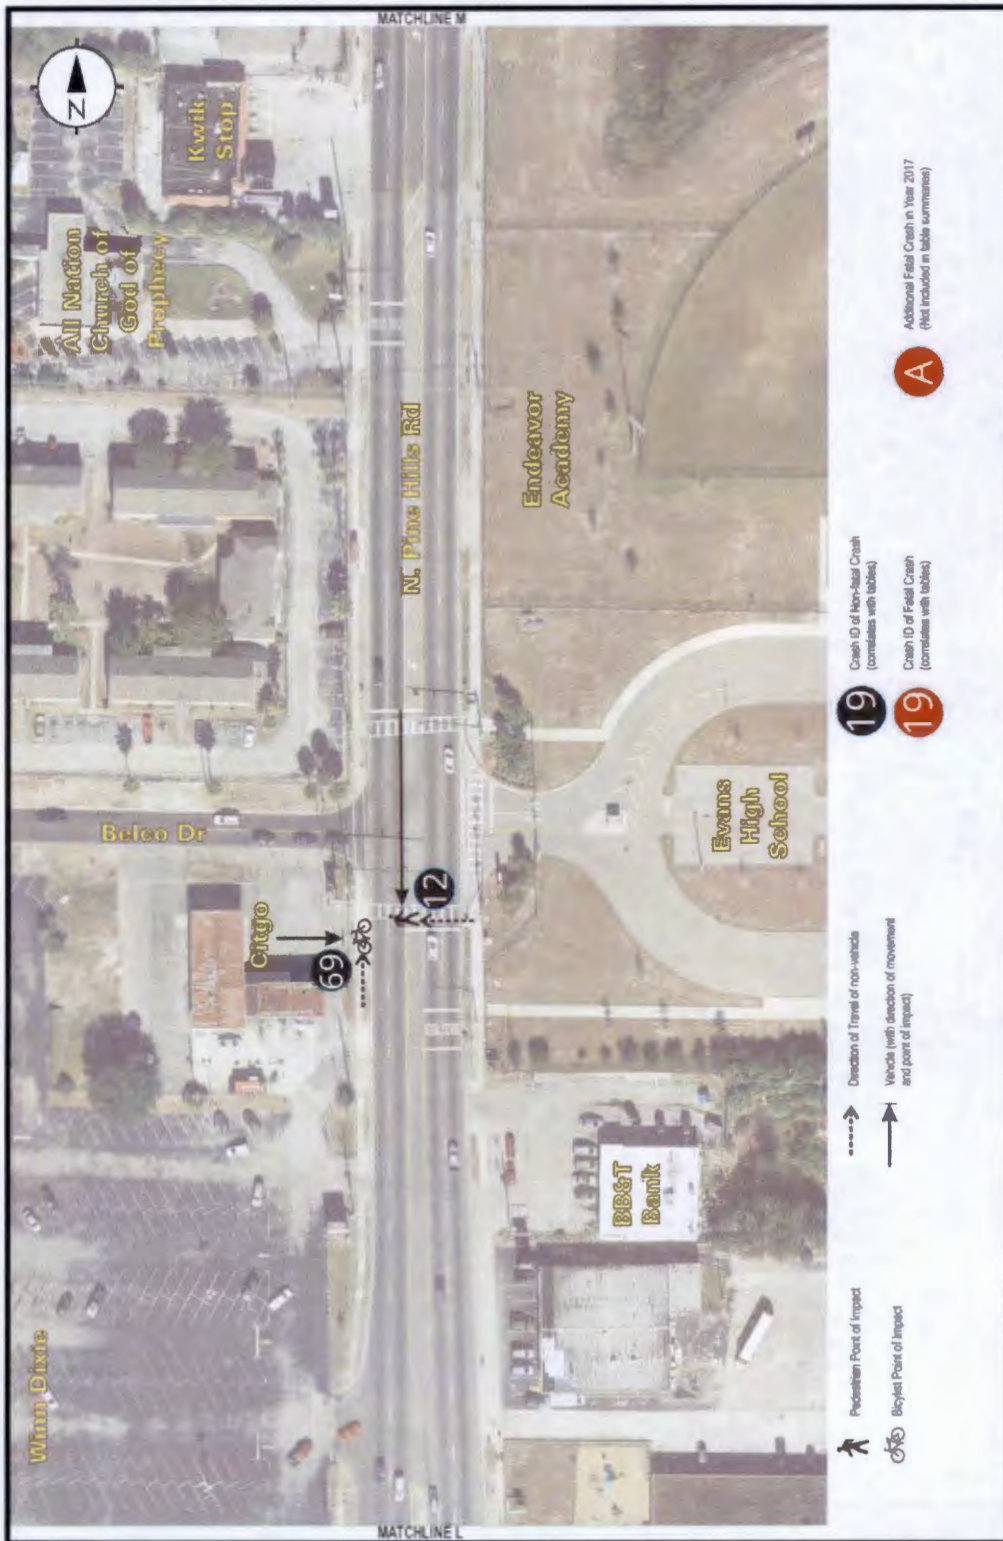 MATCHLINE M
N
Kwik
Stop
All Nation
Church of
God of
Prophecy
N. Pine Hills Rd
Endeavor
Academy
Belco Dr
Citgo
69
12
Evans
High
School
BB&T
Bank
Winn Dixie
MATCHLINE L
Pedestrian Point of Impact
Bicyclist Point of Impact
Direction of Travel of non-vehicle
Vehicle (with direction of movement
and point of impact)
19
Crash ID of Non-fatal Crash
(correlates with tables)
19
Crash ID of Fatal Crash
(correlates with tables)
A
Additional Fatal Crash in Year 2017
(Not included in table summaries)